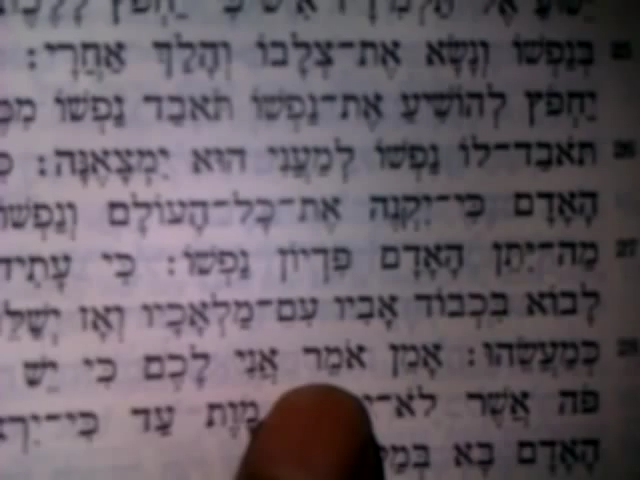 בְּנַפְשׁוֹ וְנָשָׂא אֶת־צְלָבוֹ וְהָלַךְ אַחֲרָי׃
יַחְפֹּץ לְהוֹשִׁיעַ אֶת־נַפְשׁוֹ תֹּאבַד נַפְשׁוֹ
תֹּאבַד־לוֹ נַפְשׁוֹ לְמַעֲנִי הוּא יִמְצָאֶנָּה׃
הָאָדָם כִּי־יִקְנֶה אֶת־כָּל־הָעוֹלָם וְנַפְשׁוֹ
מַה־יִּתֵּן הָאָדָם פִּדְיוֹן נַפְשׁוֹ׃ כִּי עָתִיד
לָבוֹא בִּכְבוֹד אָבִיו עִם־מַלְאָכָיו וְאָז
כְּמַעֲשֵׂהוּ׃ אָמֵן אֹמֵר אֲנִי לָכֶם כִּי יֵשׁ
פֹּה אֲשֶׁר מָוֶת עַד
הָאָדָם בָּא